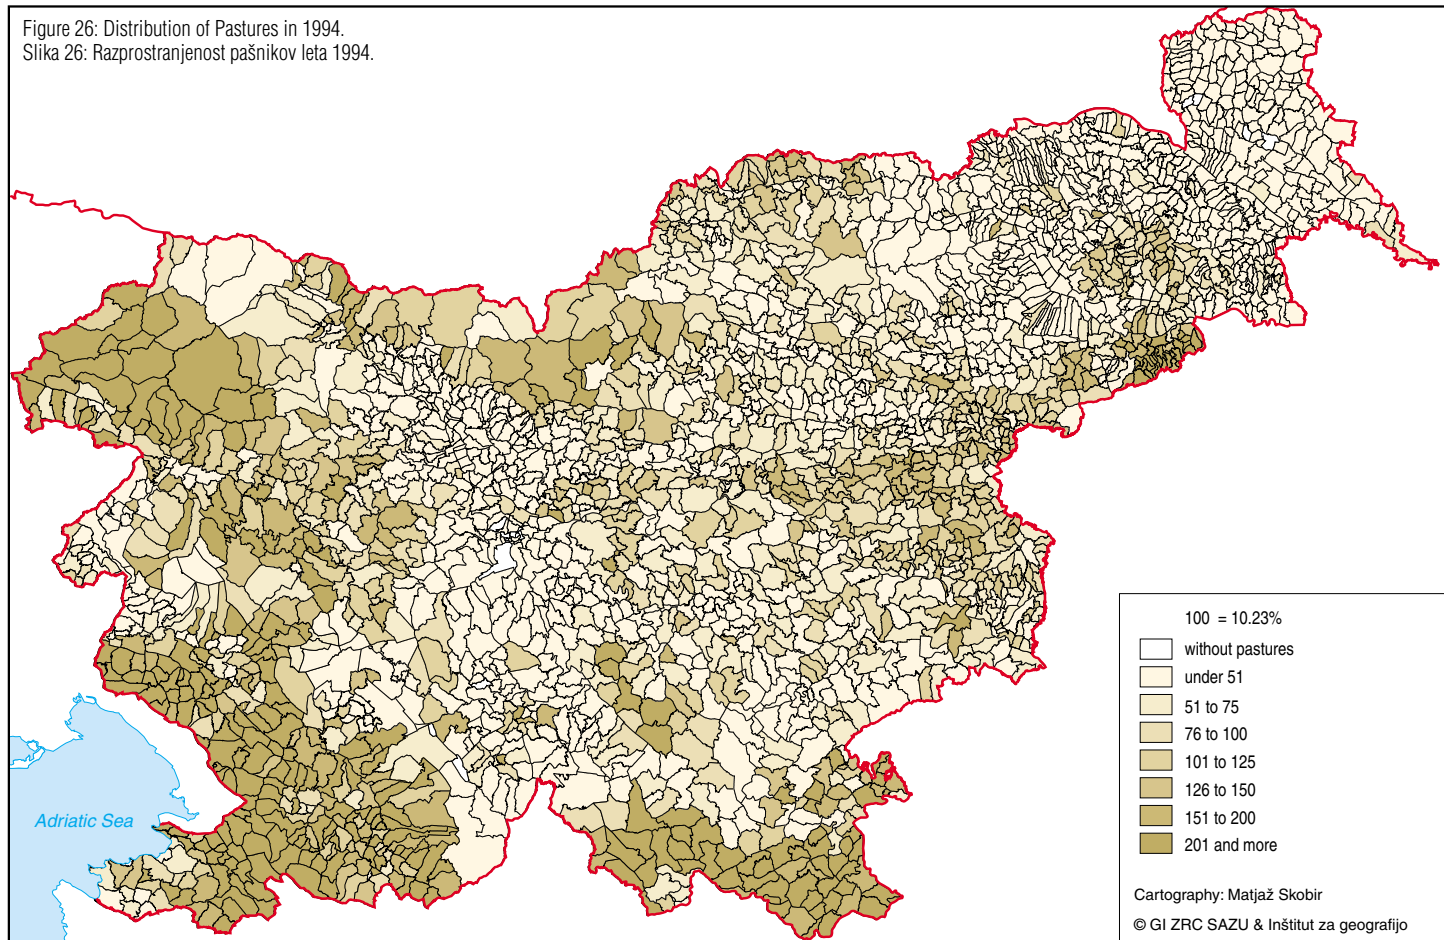 Figure 26: Distribution of Pastures in 1994.
Slika 26: Razprostranjenost pašnikov leta 1994.
Adriatic Sea
100 = 10.23%
without pastures
under 51
51 to 75
76 to 100
101 to 125
126 to 150
151 to 200
201 and more
Cartography: Matjaž Skobir
© GI ZRC SAZU & Inštitut za geografijo